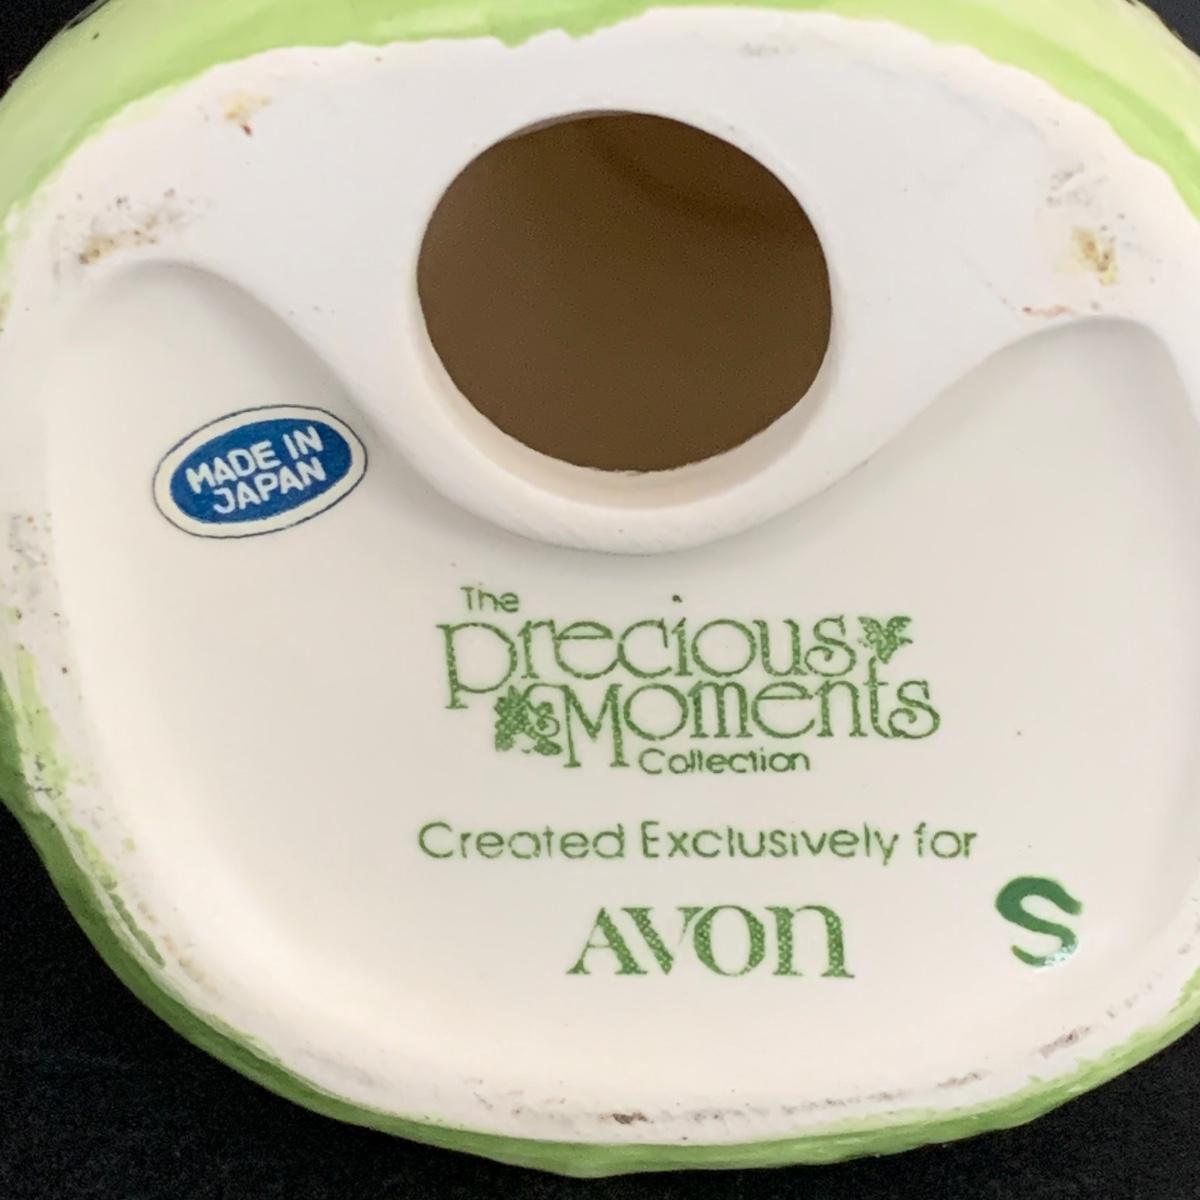 MADE IN
JAPAN
The
Precious
Moments
Collection
Created Exclusively for
AVON
S